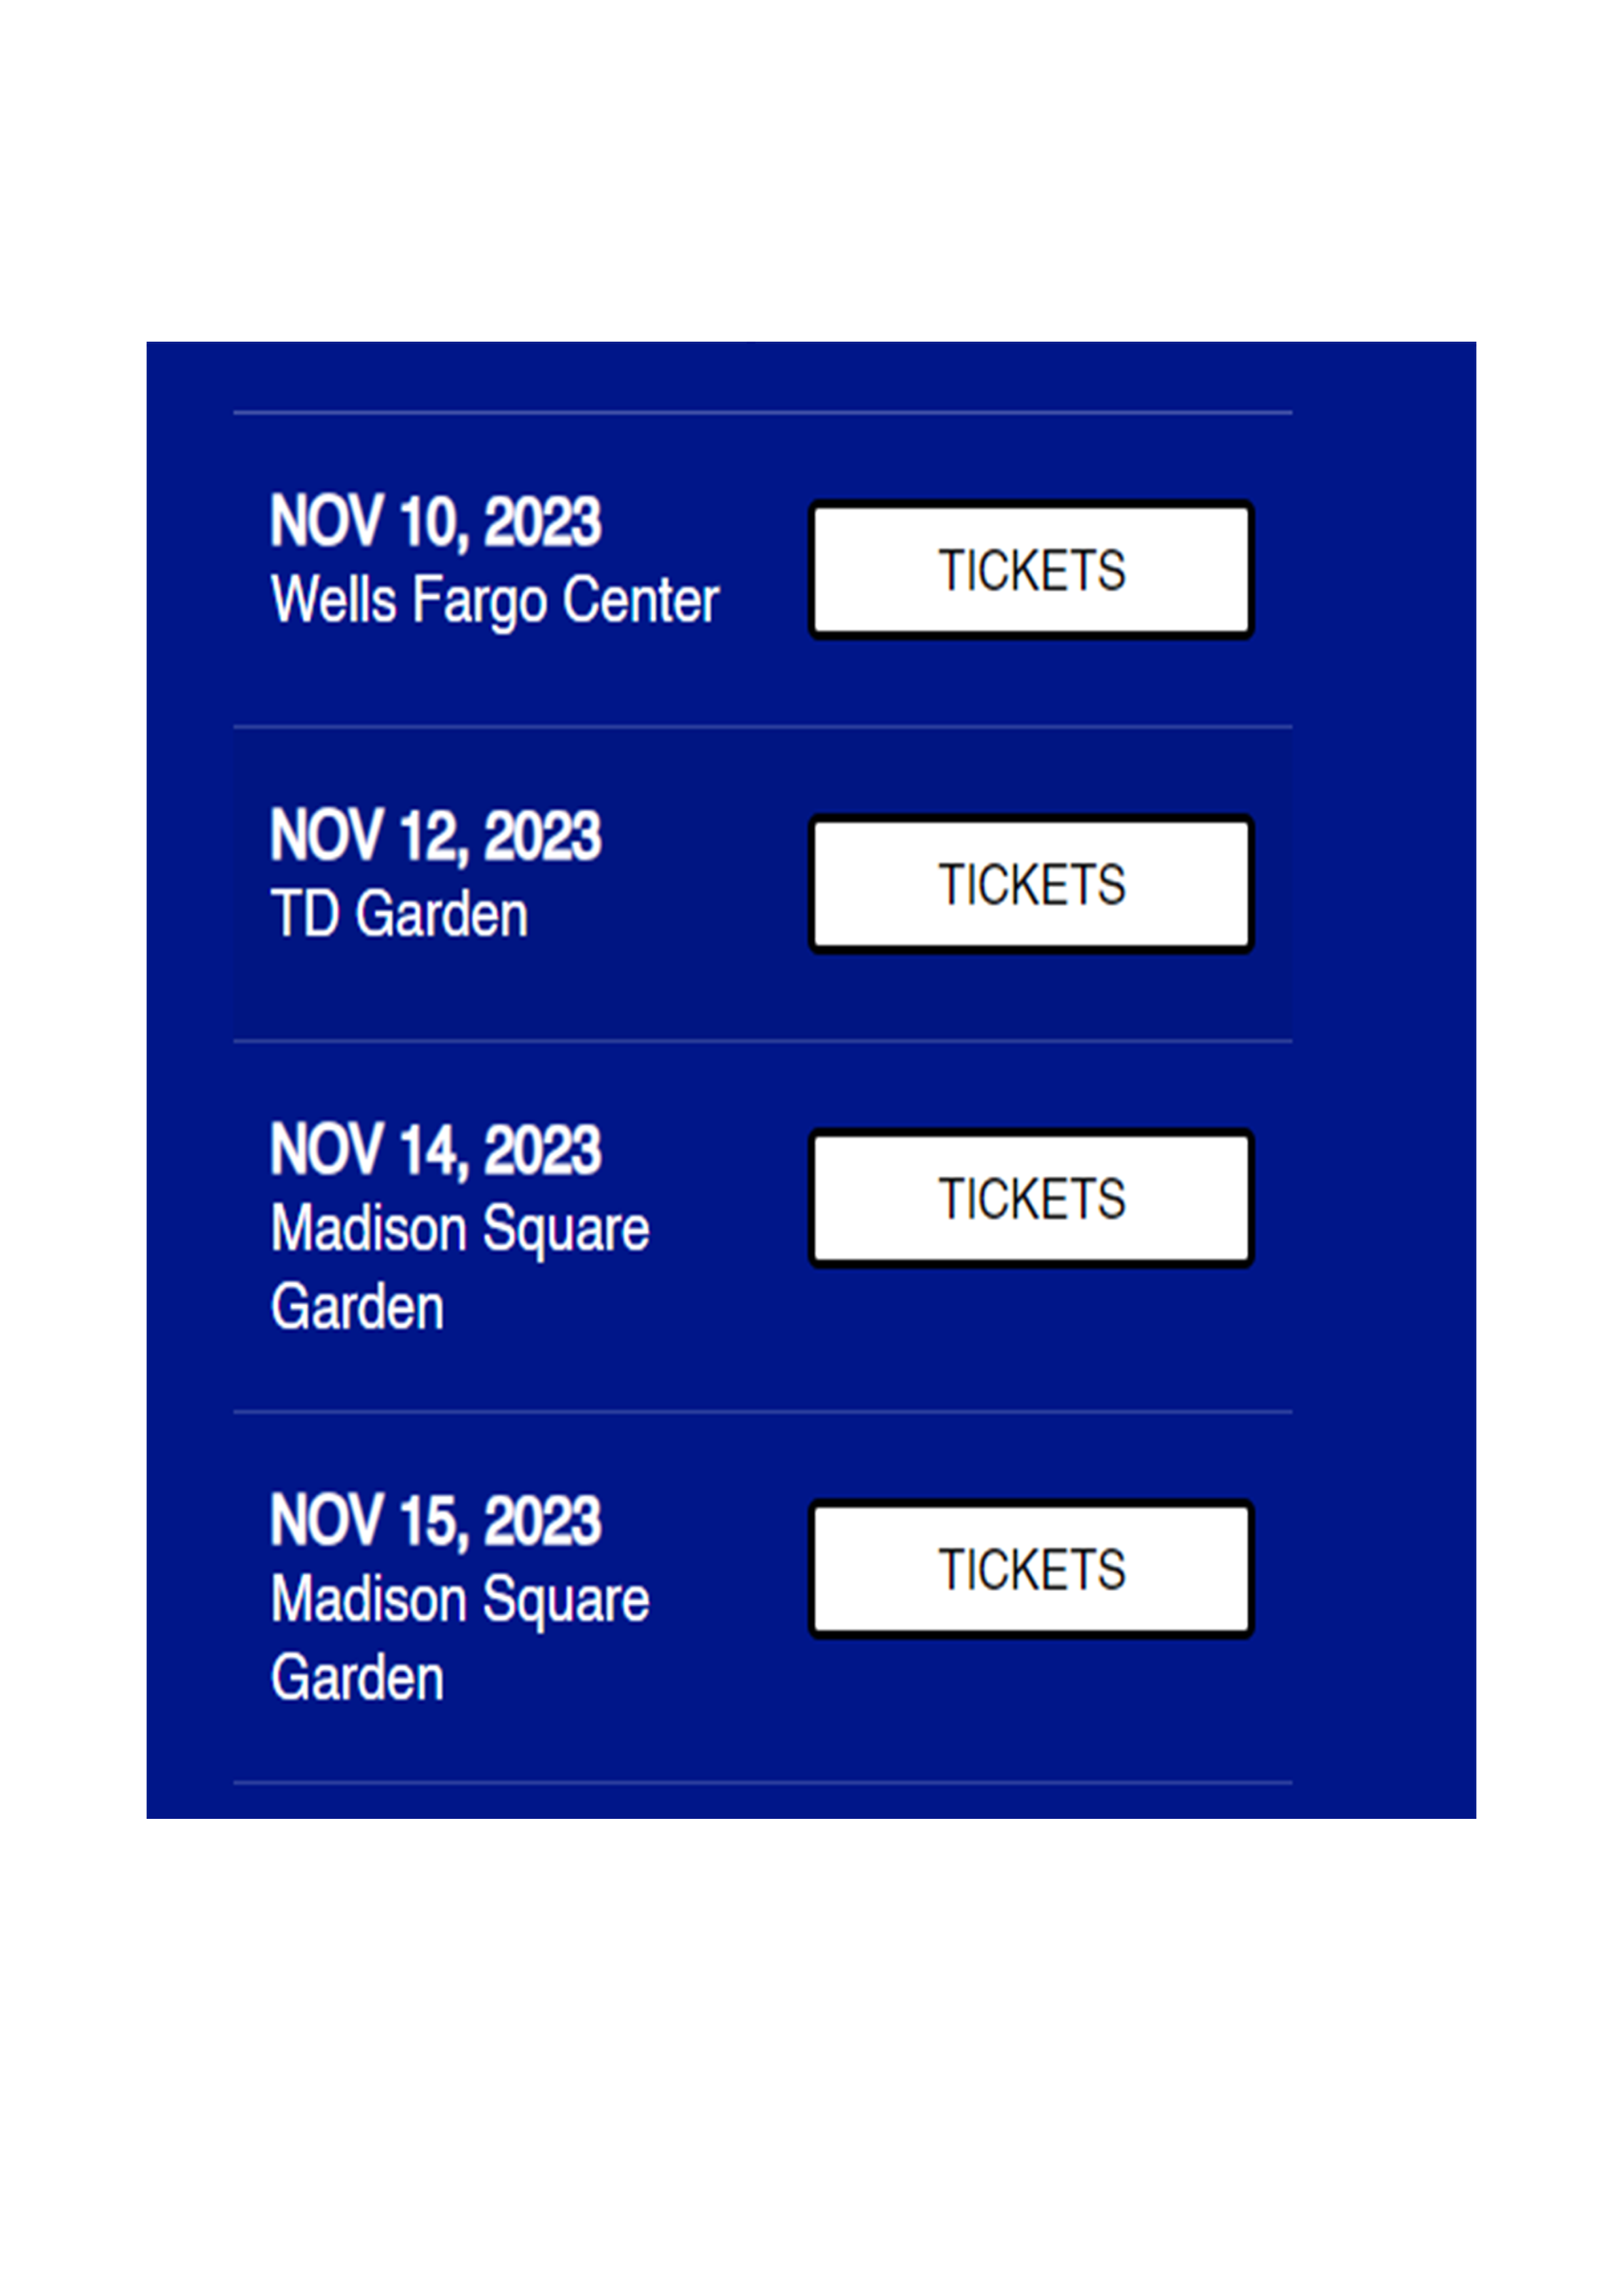 NOV 10, 2023
Wells Fargo Center
TICKETS
NOV 12, 2023
TD Garden
TICKETS
NOV 14, 2023
Madison Square
Garden
TICKETS
NOV 15, 2023
Madison Square
Garden
TICKETS